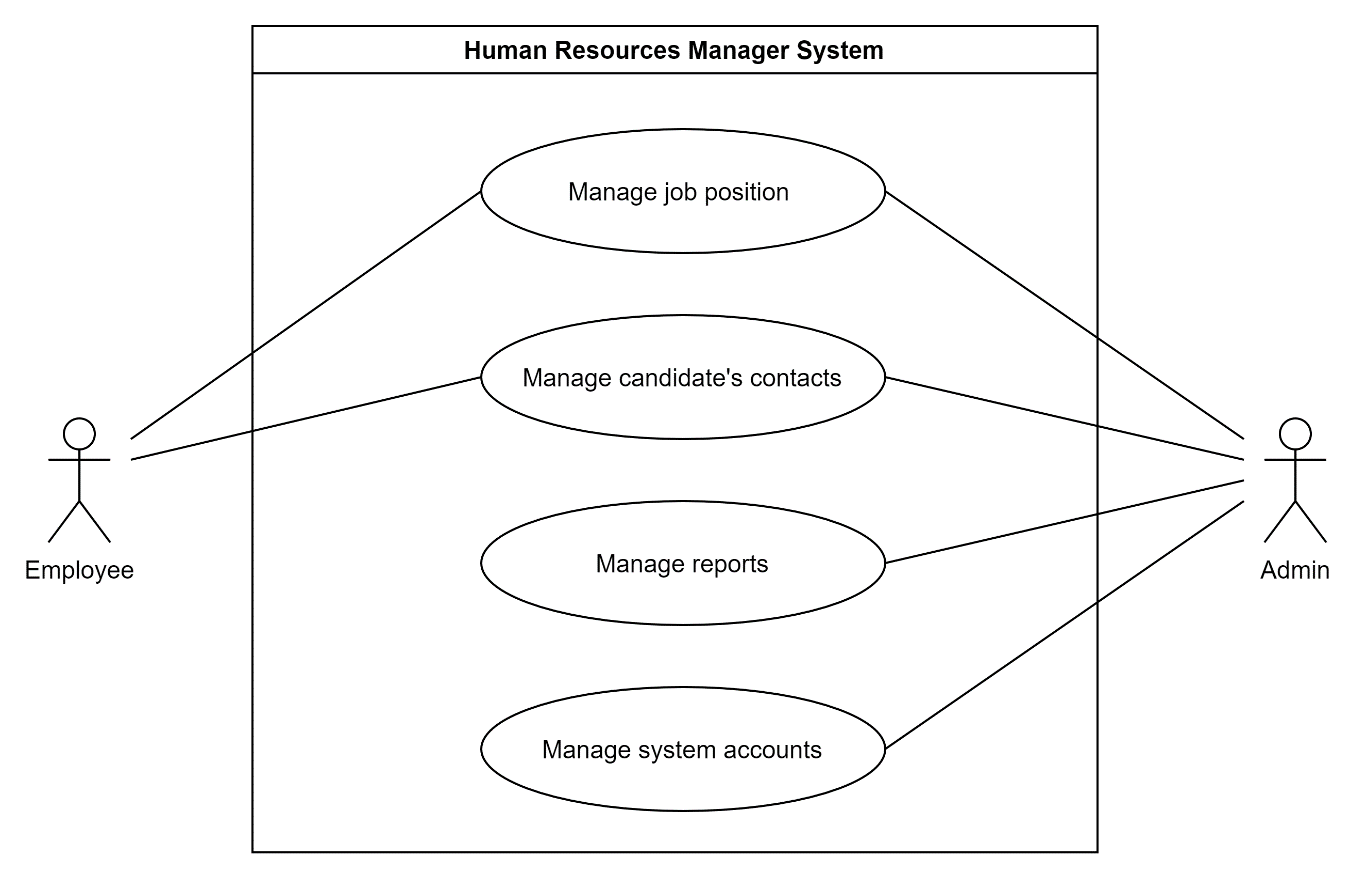 Human Resources Manager System
Manage job position
Manage candidate's contacts
Manage reports
Manage system accounts
Employee
Admin